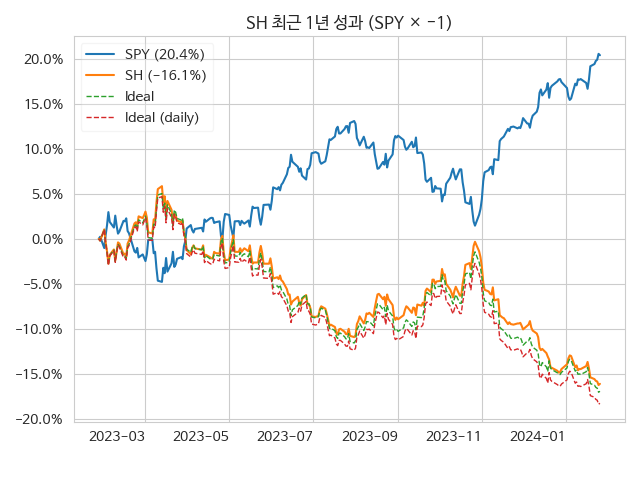 SH 최근 1년 성과 (SPY × −1)
SPY (20.4%)
SH (−16.1%)
Ideal
Ideal (daily)
20.0%
15.0%
10.0%
5.0%
0.0%
−5.0%
−10.0%
−15.0%
−20.0%
2023−03 2023−05 2023−07 2023−09 2023−11 2024−01